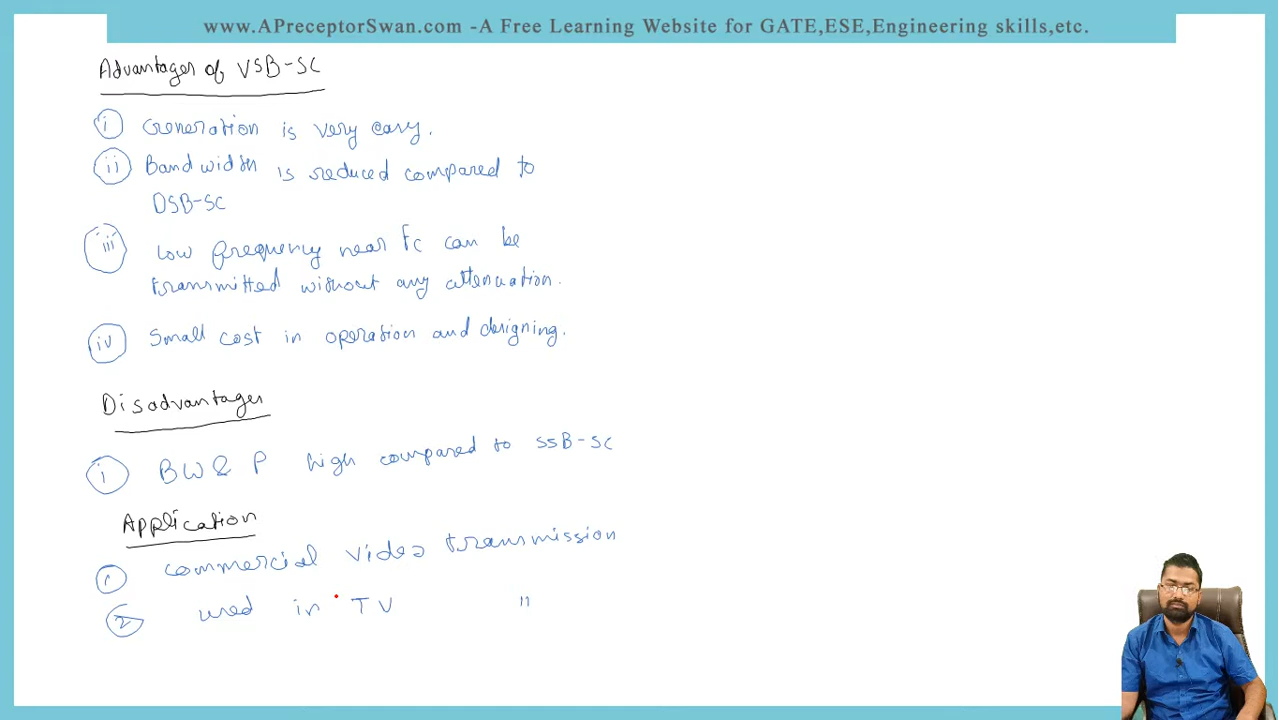 www.APreceptorSwan.com -A Free Learning Website for GATE,ESE,Engineering skills,etc.
Advantages of VSB-SC
i Generation is very easy.
ii Bandwidth is reduced compared to
DSB-SC
iii Low frequency near Fc can be
transmitted without any attenuation.
iv Small cost in operation and designing.
Disadvantages
i BW & P high compared to SSB-SC
Application
1 commercial video transmission
2 used in TV "